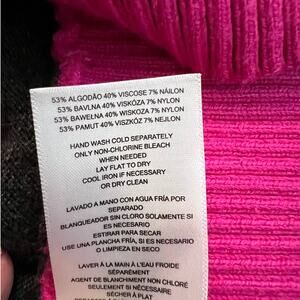 53% ALGODÃO 40% VISCOSE 7% NÁILON
53% BAVLNA 40% VISKÓZA 7% NYLON
53% BAWEŁNA 40% WISKOZA 7% NYLON
53% PAMUT 40% VISZKÓZ 7% NEJLON
HAND WASH COLD SEPARATELY
ONLY NON-CHLORINE BLEACH
WHEN NEEDED
LAY FLAT TO DRY
COOL IRON IF NECESSARY
OR DRY CLEAN
LAVADO A MANO CON AGUA FRÍA POR
SEPARADO
BLANQUEADOR SIN CLORO SOLAMENTE SI
ES NECESARIO
ESTIRAR PARA SECAR
USE UNA PLANCHA FRÍA, SI ES NECESARIO
O LIMPIEZA EN SECO
LAVER À LA MAIN À L'EAU FROIDE
SÉPARÉMENT
AGENT DE BLANCHIMENT NON CHLORÉ
SEULEMENT SI NÉCESSAIRE
SÉCHER À PLAT